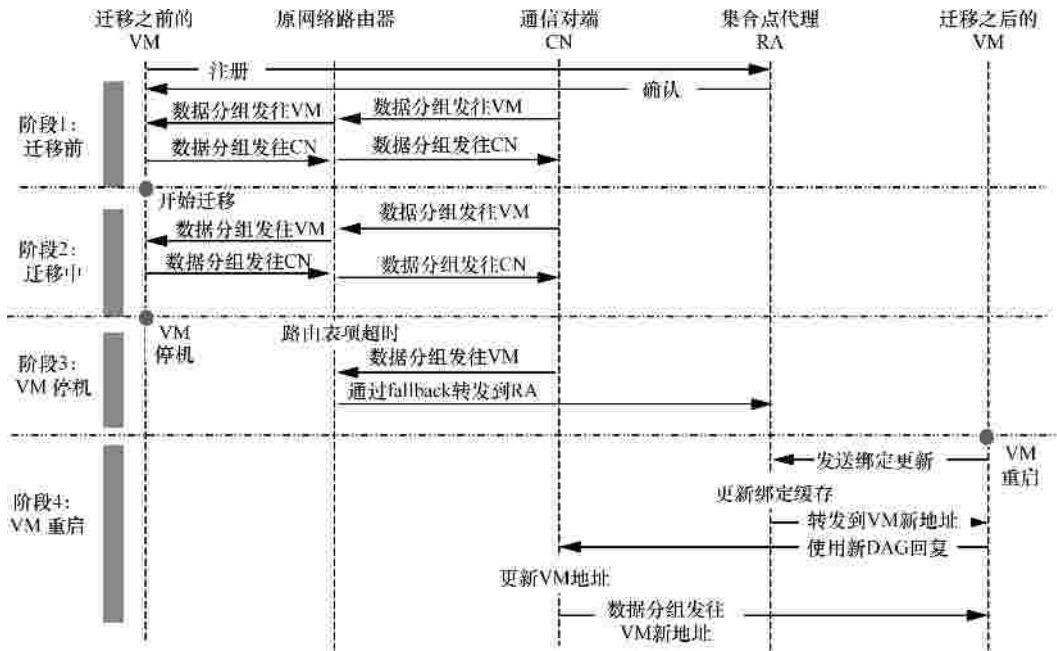 迁移之前的
VM
原网络路由器
通信对端
CN
集合点代理
RA
迁移之后的
VM
注册
确认
阶段1：
迁移前
数据分组发往VM
数据分组发往VM
数据分组发往CN
数据分组发往CN
开始迁移
阶段2：
迁移中
数据分组发往VM
数据分组发往VM
数据分组发往CN
数据分组发往CN
VM
停机
路由表项超时
阶段3：
VM 停机
数据分组发往VM
通过fallback转发到RA
VM
重启
阶段4：
VM 重启
发送绑定更新
更新绑定缓存
转发到VM新地址
使用新DAG回复
更新VM地址
数据分组发往
VM新地址